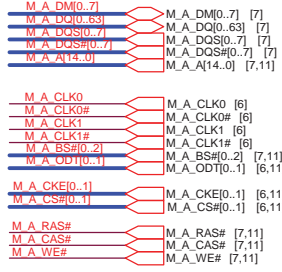 M_A_DM[0..7] M_A_DM[0..7] [7]
M_A_DQ[0..63] M_A_DQ[0..63] [7]
M_A_DQS[0..7] M_A_DQS[0..7] [7]
M_A_DQS#[0..7] M_A_DQS#[0..7] [7]
M_A_A[14..0] M_A_A[14..0] [7,11]
M_A_CLK0 M_A_CLK0 [6]
M_A_CLK0# M_A_CLK0# [6]
M_A_CLK1 M_A_CLK1 [6]
M_A_CLK1# M_A_CLK1# [6]
M_A_BS#[0..2] M_A_BS#[0..2] [7,11]
M_A_ODT[0..1] M_A_ODT[0..1] [6,11
M_A_CKE[0..1] M_A_CKE[0..1] [6,11
M_A_CS#[0..1] M_A_CS#[0..1] [6,11
M_A_RAS# M_A_RAS# [7,11]
M_A_CAS# M_A_CAS# [7,11]
M_A_WE# M_A_WE# [7,11]